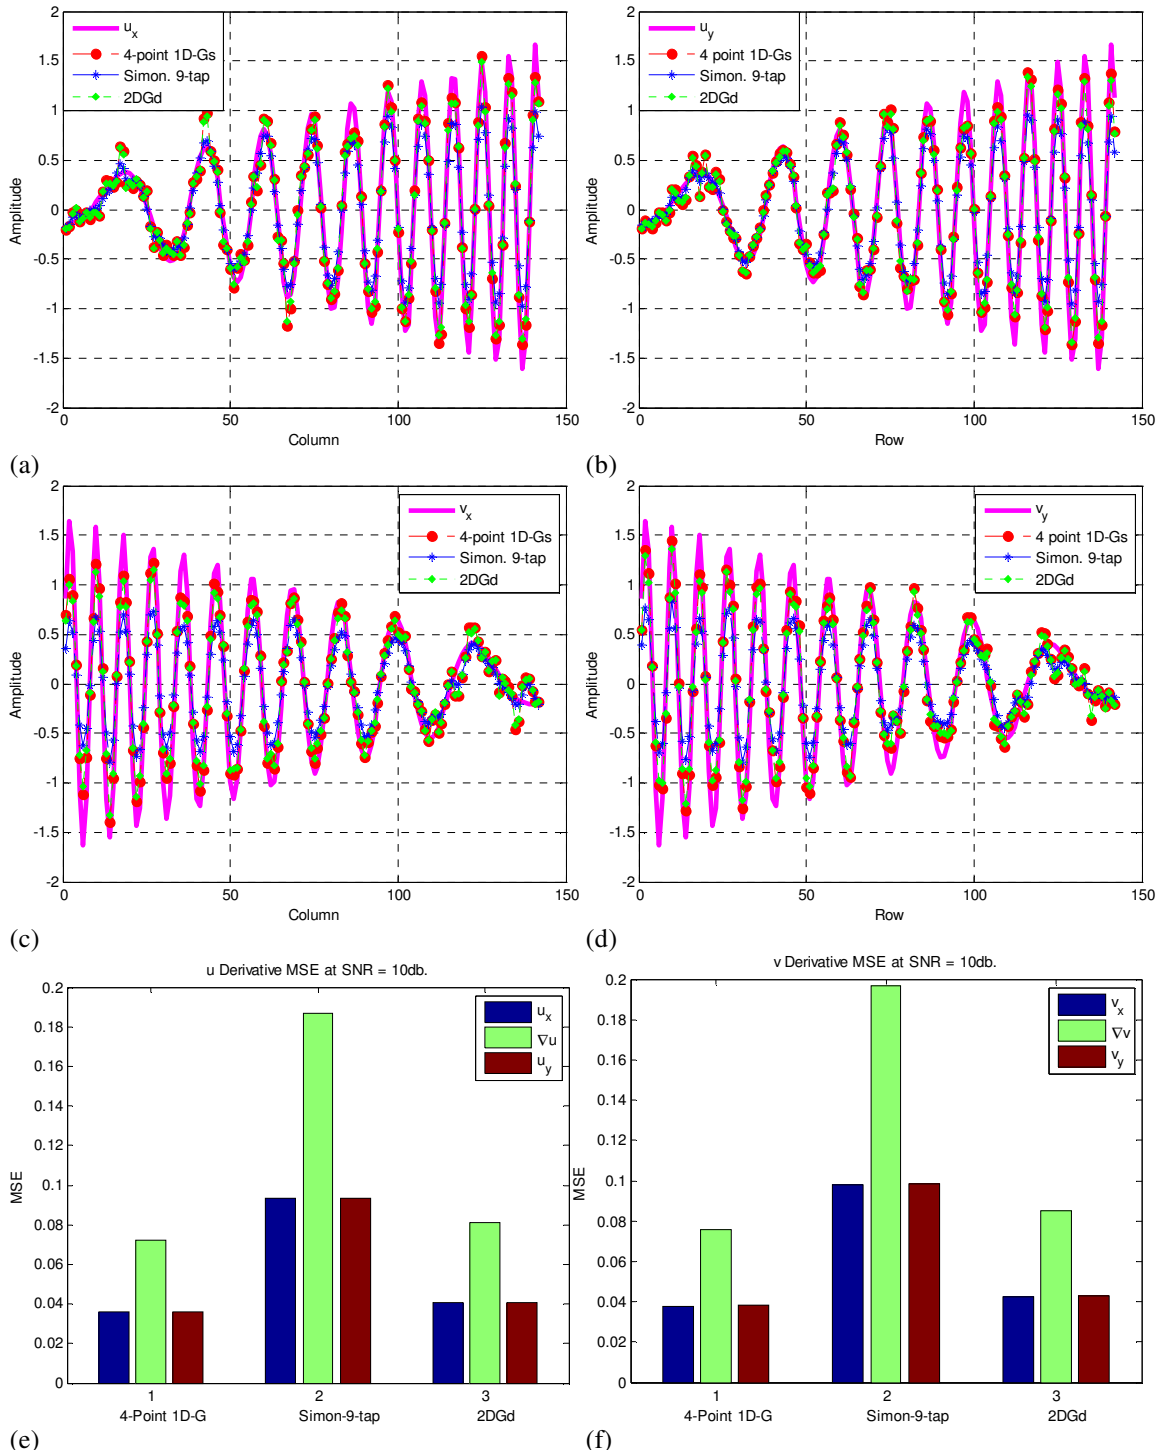 2
1.5
1
0.5
0
-0.5
-1
-1.5
-2
Amplitude
u_x
4-point 1D-Gs
Simon. 9-tap
2DGd
0 50 100 150
Column
(a)
2
1.5
1
0.5
0
-0.5
-1
-1.5
-2
Amplitude
u_y
4 point 1D-Gs
Simon. 9-tap
2DGd
0 50 100 150
Row
(b)
2
1.5
1
0.5
0
-0.5
-1
-1.5
-2
Amplitude
v_x
4-point 1D-Gs
Simon. 9-tap
2DGd
0 50 100 150
Column
(c)
2
1.5
1
0.5
0
-0.5
-1
-1.5
-2
Amplitude
v_y
4 point 1D-Gs
Simon. 9-tap
2DGd
0 50 100 150
Row
(d)
u Derivative MSE at SNR = 10db.
0.2
0.18
0.16
0.14
0.12
0.1
0.08
0.06
0.04
0.02
0
MSE
u_x
∇u
u_y
1 2 3
4-Point 1D-G Simon-9-tap 2DGd
(e)
v Derivative MSE at SNR = 10db.
0.2
0.18
0.16
0.14
0.12
0.1
0.08
0.06
0.04
0.02
0
MSE
v_x
∇v
v_y
1 2 3
4-Point 1D-G Simon-9-tap 2DGd
(f)